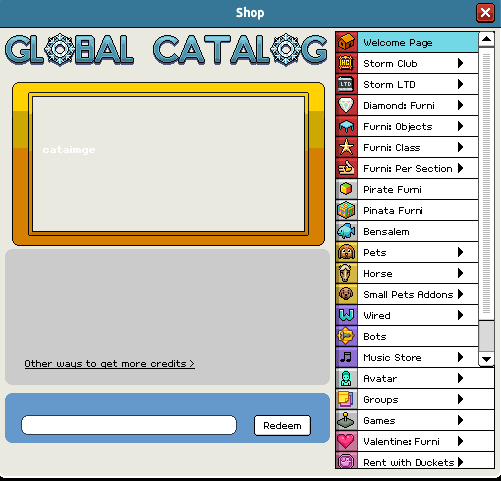 Shop
GLOBAL CATALOG
cataimge
Other ways to get more credits >
Redeem
Welcome Page
HC
Storm Club
LTD
Storm LTD
Diamond: Furni
Furni: Objects
Furni: Class
Furni: Per Section
Pirate Furni
Pinata Furni
Bensalem
Pets
Horse
Small Pets Addons
Wired
Bots
Music Store
Avatar
Groups
Games
Valentine: Furni
Rent with Duckets